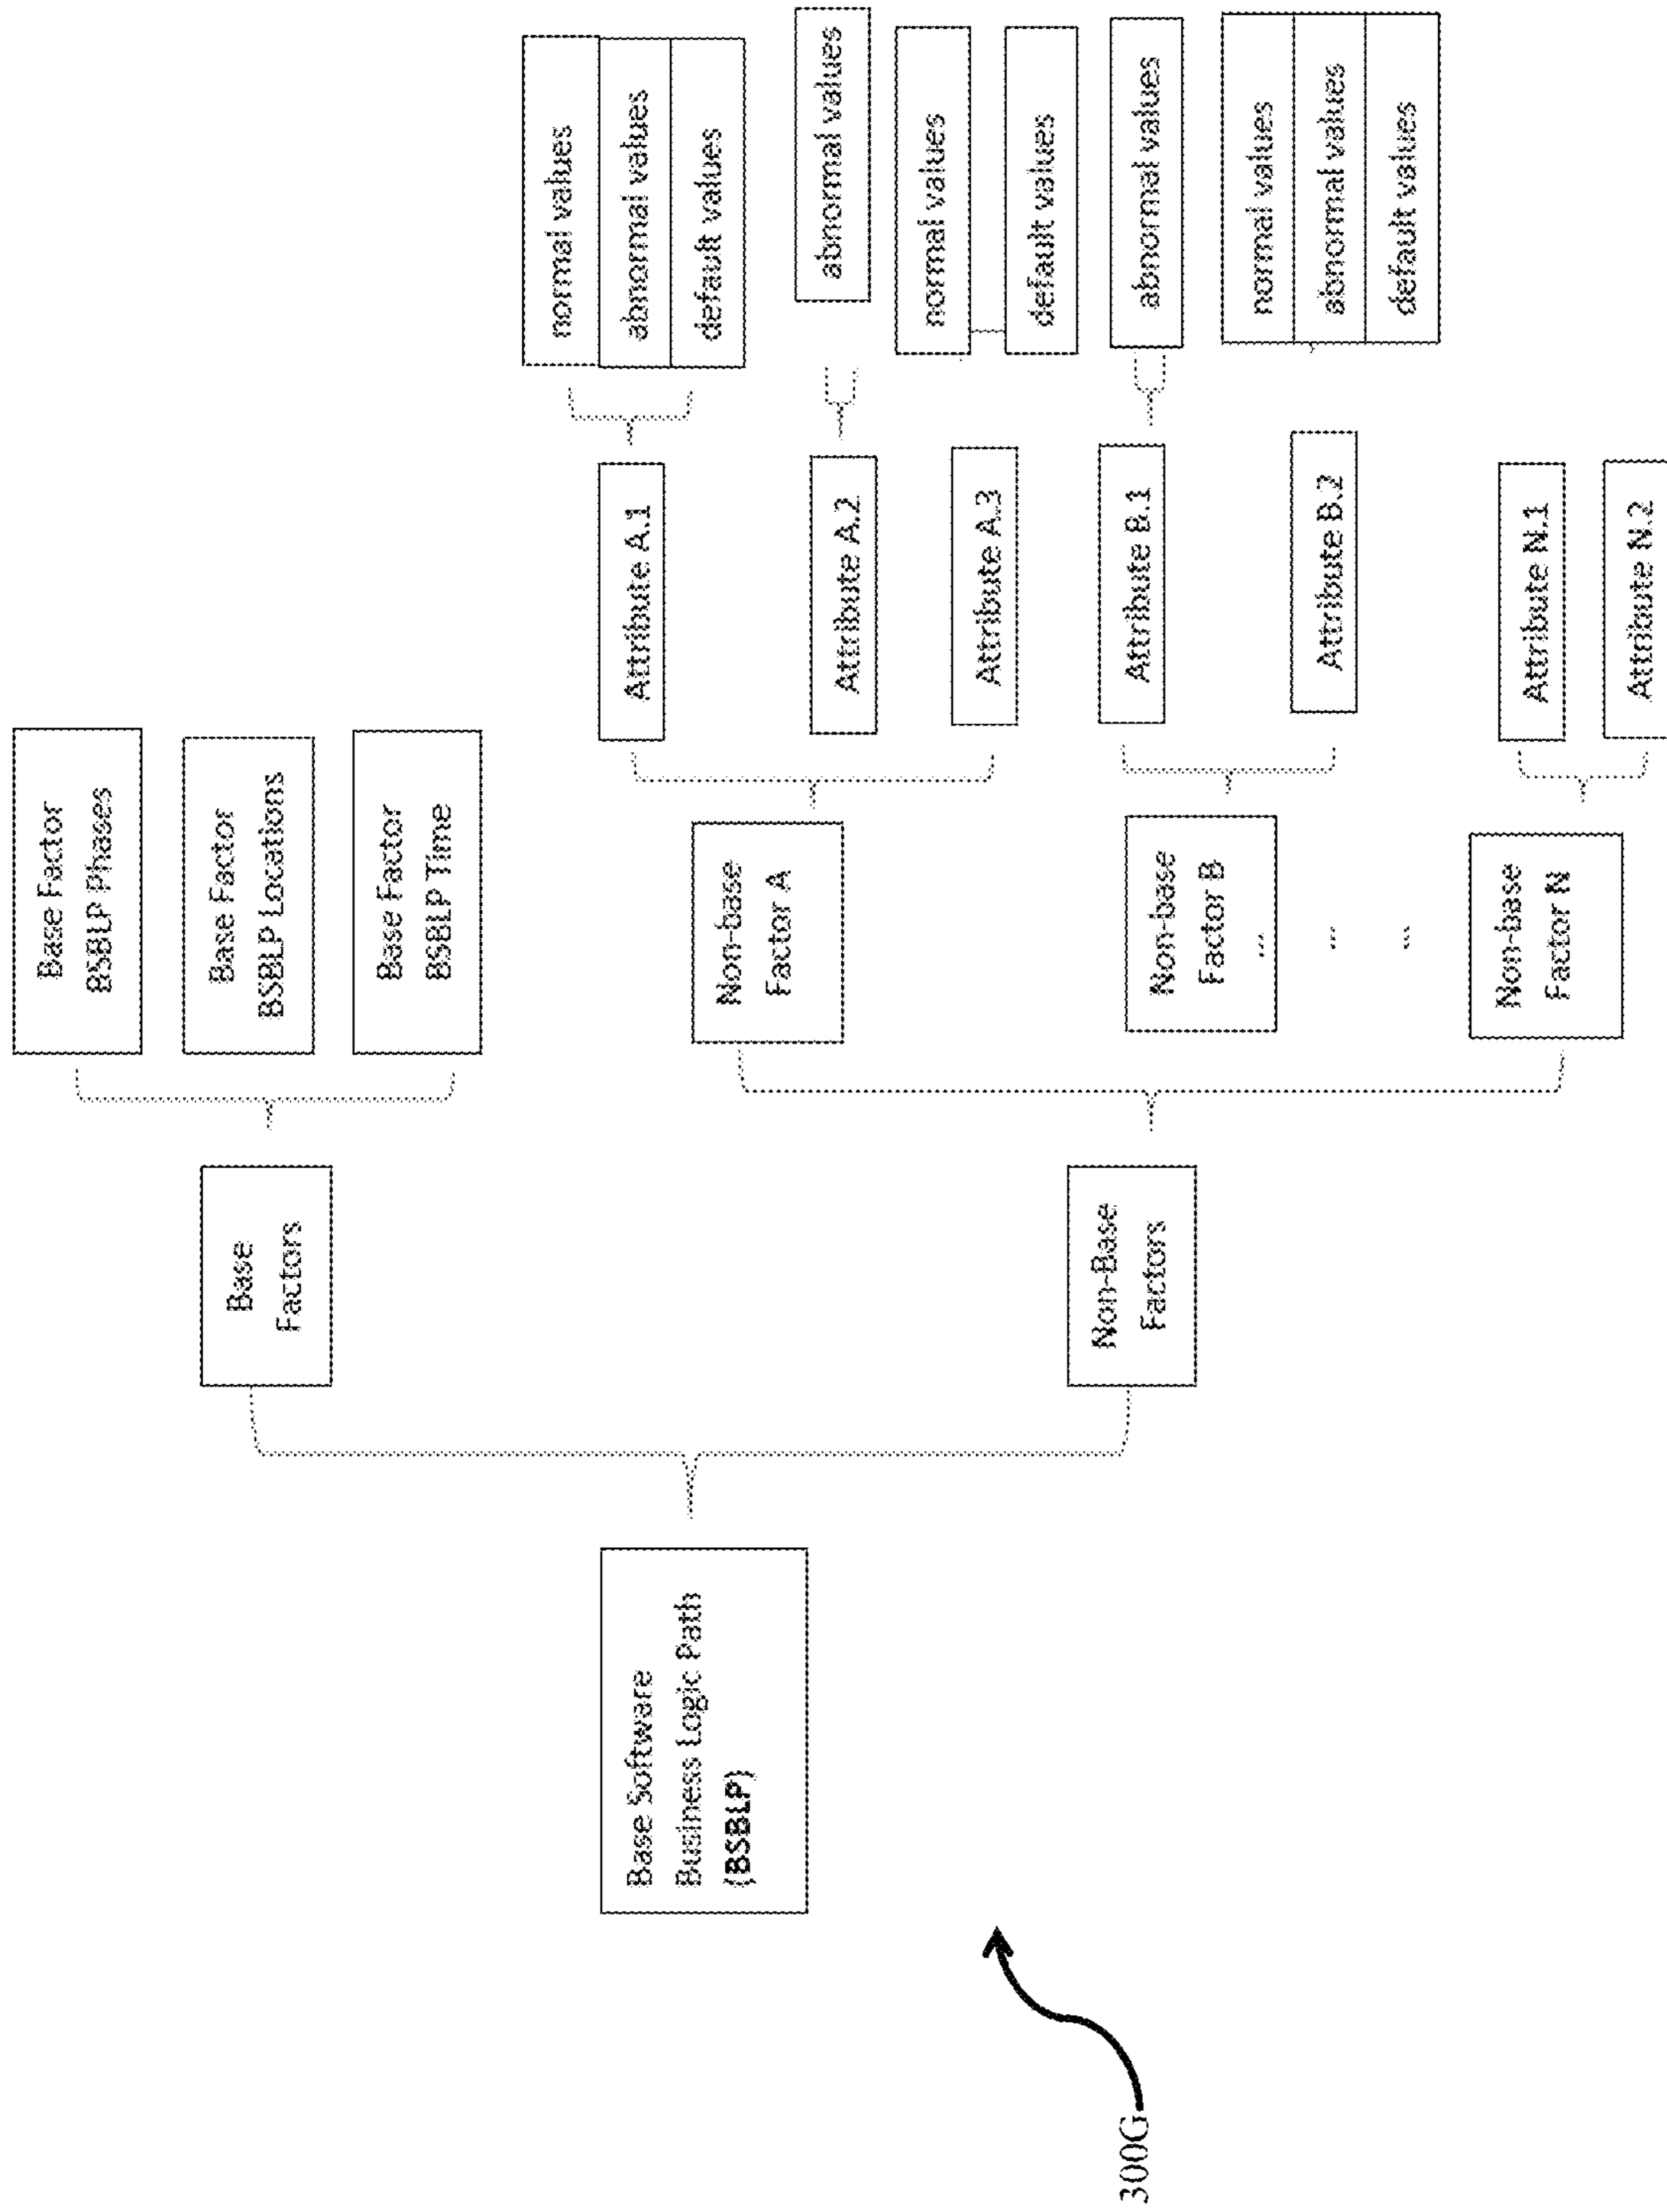 Base Software
Business Logic Path
(BSBLP)
Base
Factors
Base Factor
BSBLP Phases
Base Factor
BSBLP Locations
Base Factor
BSBLP Time
Non-Base
Factors
Non-base
Factor A
Attribute A.1
normal values
abnormal values
default values
Attribute A.2
abnormal values
Attribute A.3
normal values
default values
Non-base
Factor B
...
...
...
Attribute B.1
abnormal values
Attribute B.2
normal values
abnormal values
default values
Non-base
Factor N
Attribute N.1
Attribute N.2
300G